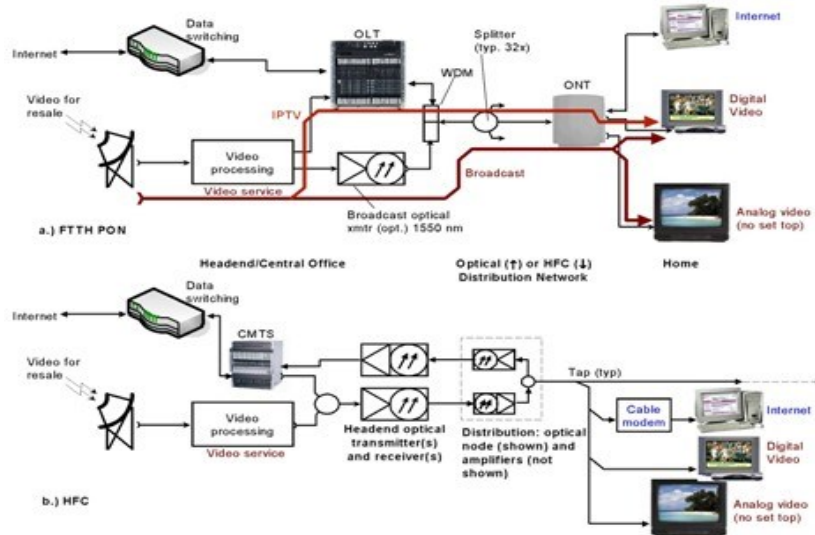 Data
switching
Internet
OLT
Splitter
(typ. 32x)
WDM
ONT
Internet
Video for
resale
IPTV
Digital
Video
Video
processing
Video service
Broadcast
Broadcast optical
xmtr (opt.) 1550 nm
Analog video
(no set top)
a.) FTTH PON
Headend/Central Office
Optical (↑) or HFC (↓)
Distribution Network
Home
Data
switching
Internet
CMTS
Video for
resale
Tap (typ)
Video
processing
Video service
Headend optical
transmitter(s)
and receiver(s)
Distribution: optical
node (shown) and
amplifiers (not
shown)
Cable
modem
Internet
Digital
Video
Analog video
(no set top)
b.) HFC